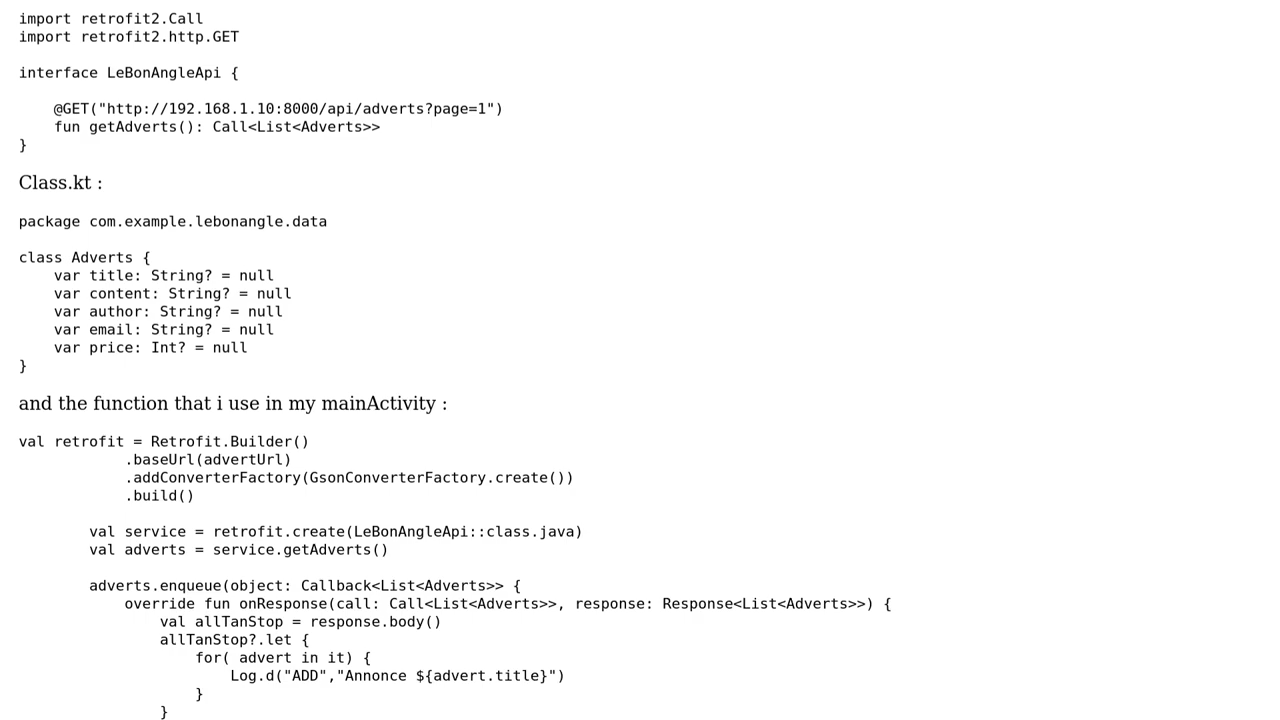 import retrofit2.Call
import retrofit2.http.GET

interface LeBonAngleApi {

    @GET("http://192.168.1.10:8000/api/adverts?page=1")
    fun getAdverts(): Call<List<Adverts>>
}
Class.kt :
package com.example.lebonangle.data

class Adverts {
    var title: String? = null
    var content: String? = null
    var author: String? = null
    var email: String? = null
    var price: Int? = null
}
and the function that i use in my mainActivity :
val retrofit = Retrofit.Builder()
            .baseUrl(advertUrl)
            .addConverterFactory(GsonConverterFactory.create())
            .build()

        val service = retrofit.create(LeBonAngleApi::class.java)
        val adverts = service.getAdverts()

        adverts.enqueue(object: Callback<List<Adverts>> {
            override fun onResponse(call: Call<List<Adverts>>, response: Response<List<Adverts>>) {
                val allTanStop = response.body()
                allTanStop?.let {
                    for( advert in it) {
                        Log.d("ADD","Annonce ${advert.title}")
                    }
                }